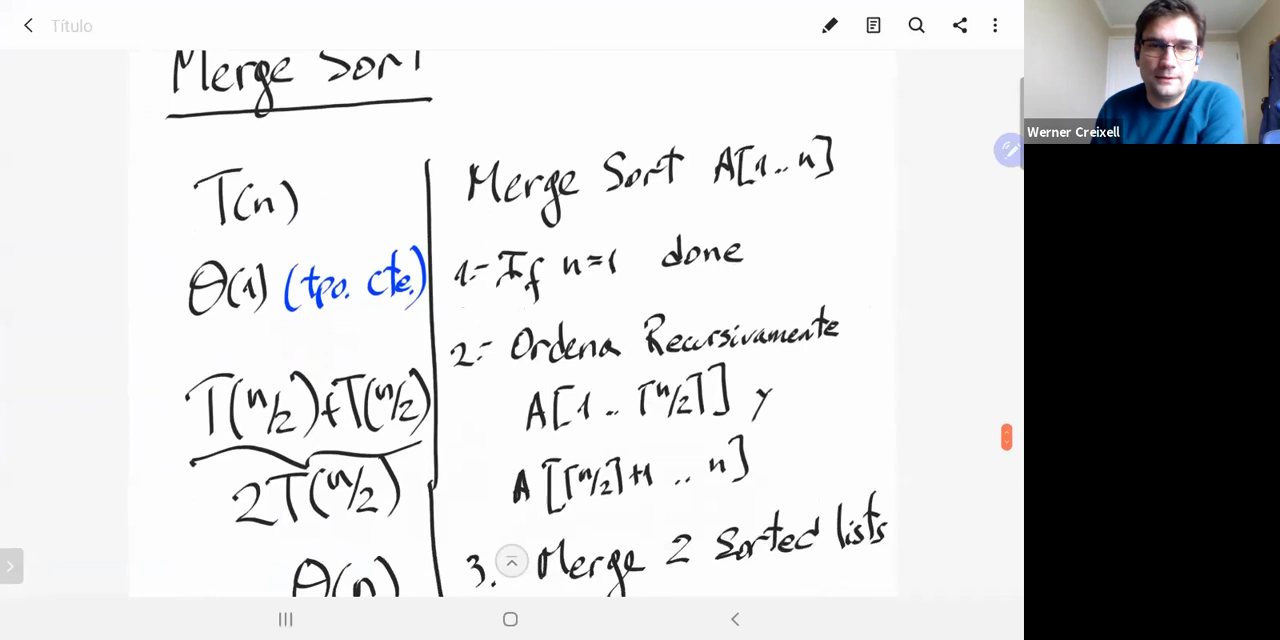 Título
Werner Creixell
Merge Sort
T(n)
Merge Sort A[1..n]
Θ(1) (tpo. cte.)
1.- If n=1 done
2.- Ordena Recursivamente
T(n/2)+T(n/2)
A[1..⌈n/2⌉] y
2T(n/2)
A[⌈n/2⌉+1..n]
3. Merge 2 Sorted lists
Θ(n)